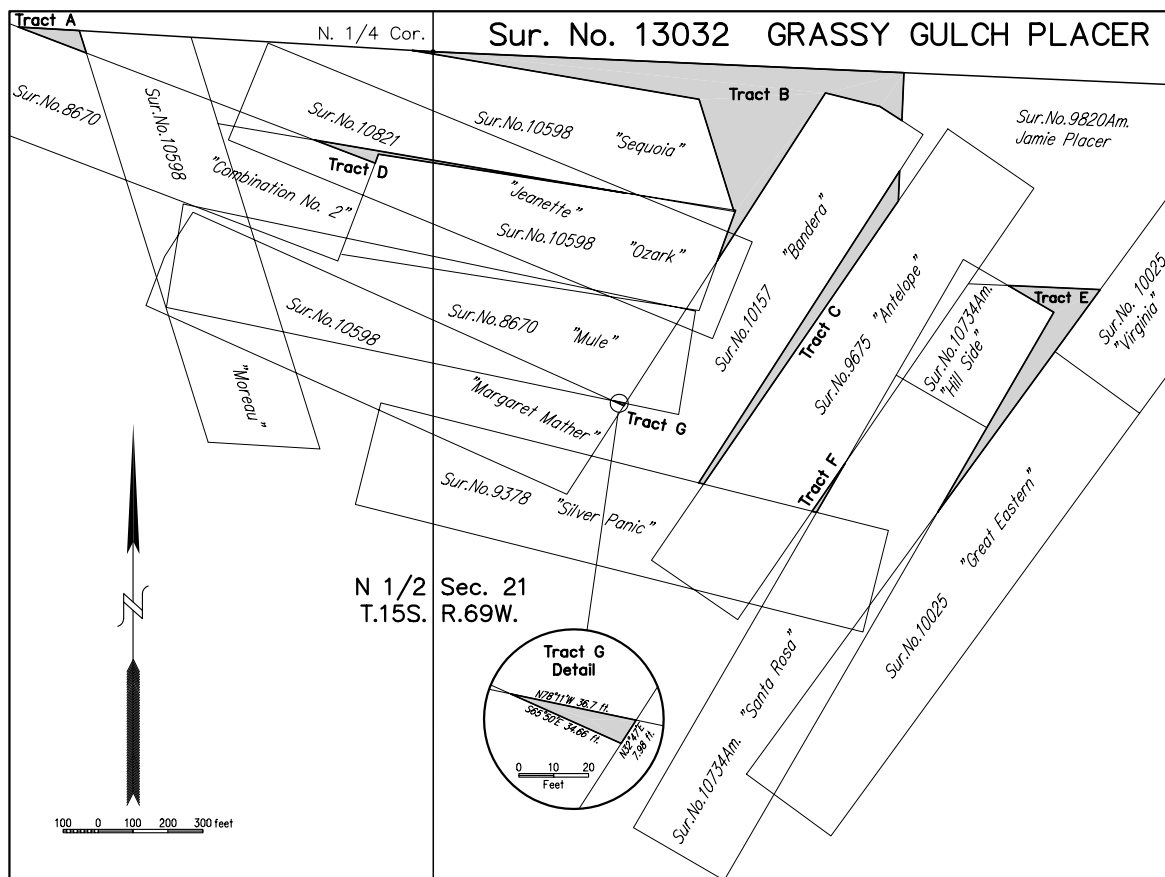 Tract A
N. 1/4 Cor.
Sur. No. 13032 GRASSY GULCH PLACER
Sur.No.8670
Sur.No.10598
Sur.No.10821
Sur.No.10598 "Sequoia"
Tract B
Sur.No.9820Am.
Jamie Placer
Tract D
"Combination No. 2"
"Jeanette"
Sur.No.10598 "Ozark"
Sur.No.10157 "Bandera"
Sur.No.9675 "Antelope"
Tract C
Tract E
Sur.No.10734Am.
"Hill Side"
Sur.No. 10025
"Virginia"
Sur.No.10598
Sur.No.8670 "Mule"
"Margaret Mather"
"Moreau"
Tract G
Sur.No.9378 "Silver Panic"
Tract F
"Great Eastern"
Sur.No.10025
N 1/2 Sec. 21
T.15S. R.69W.
Sur.No.10734Am. "Santa Rosa"
Tract G
Detail
N78°11'W 36.7 ft.
S65°50'E 34.66 ft.
N32°47'E
7.98 ft.
0 10 20
Feet
N
100 0 100 200 300 feet